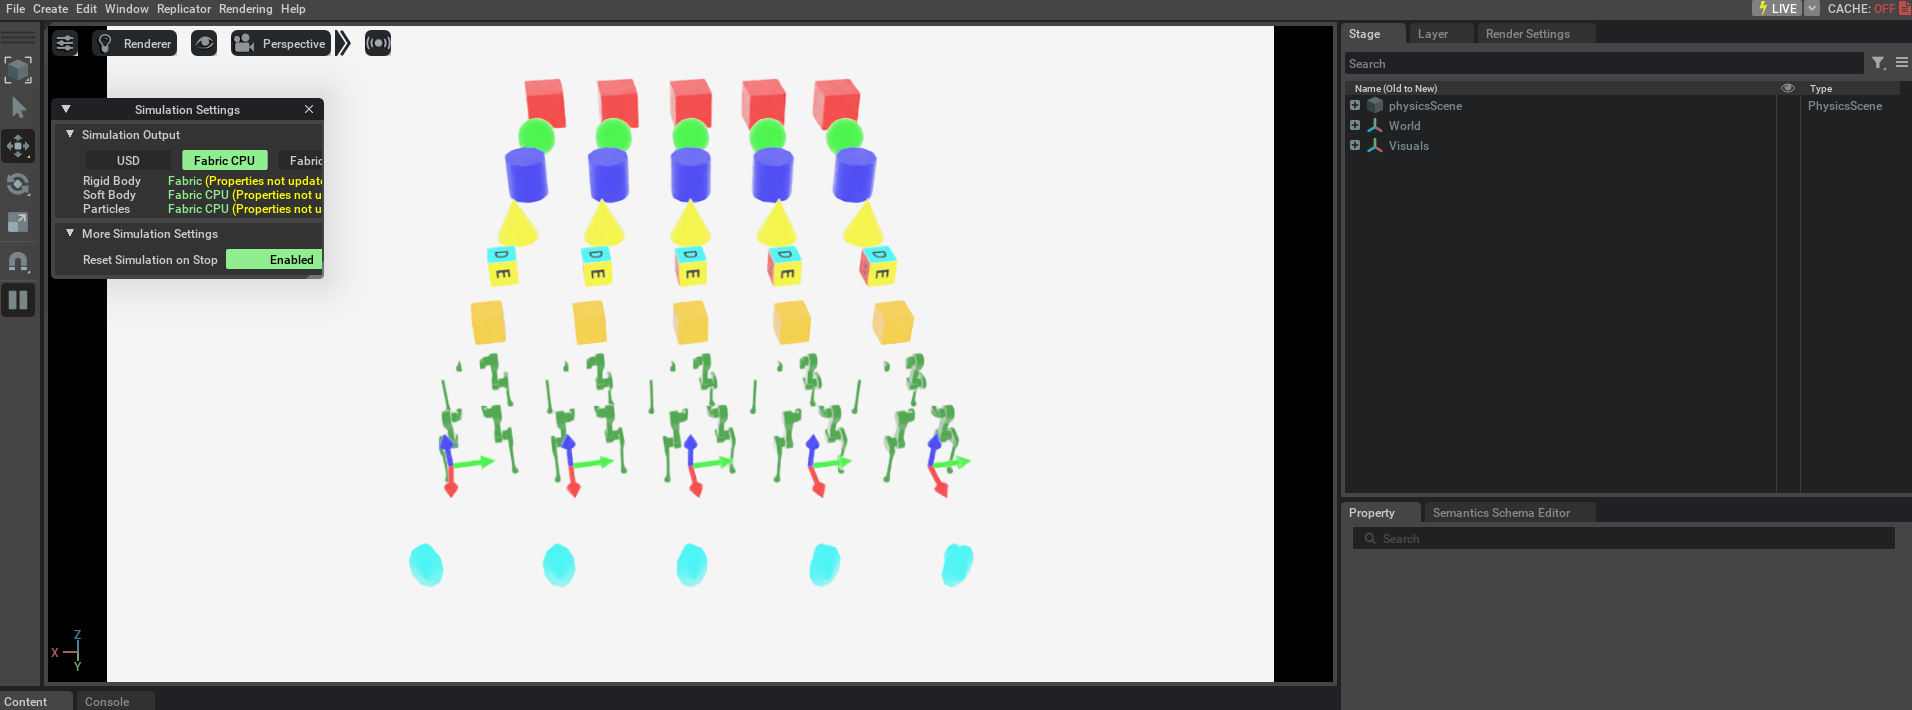 File Create Edit Window Replicator Rendering Help
LIVE CACHE: OFF
Renderer Perspective
Simulation Settings
Simulation Output
USD Fabric CPU Fabric
Rigid Body Fabric (Properties not update
Soft Body Fabric CPU (Properties not u
Particles Fabric CPU (Properties not u
More Simulation Settings
Reset Simulation on Stop Enabled
D D D D D
E E E E E
Z
X
Y
Content Console
Stage Layer Render Settings
Search
Name (Old to New) Type
physicsScene PhysicsScene
World
Visuals
Property Semantics Schema Editor
Search